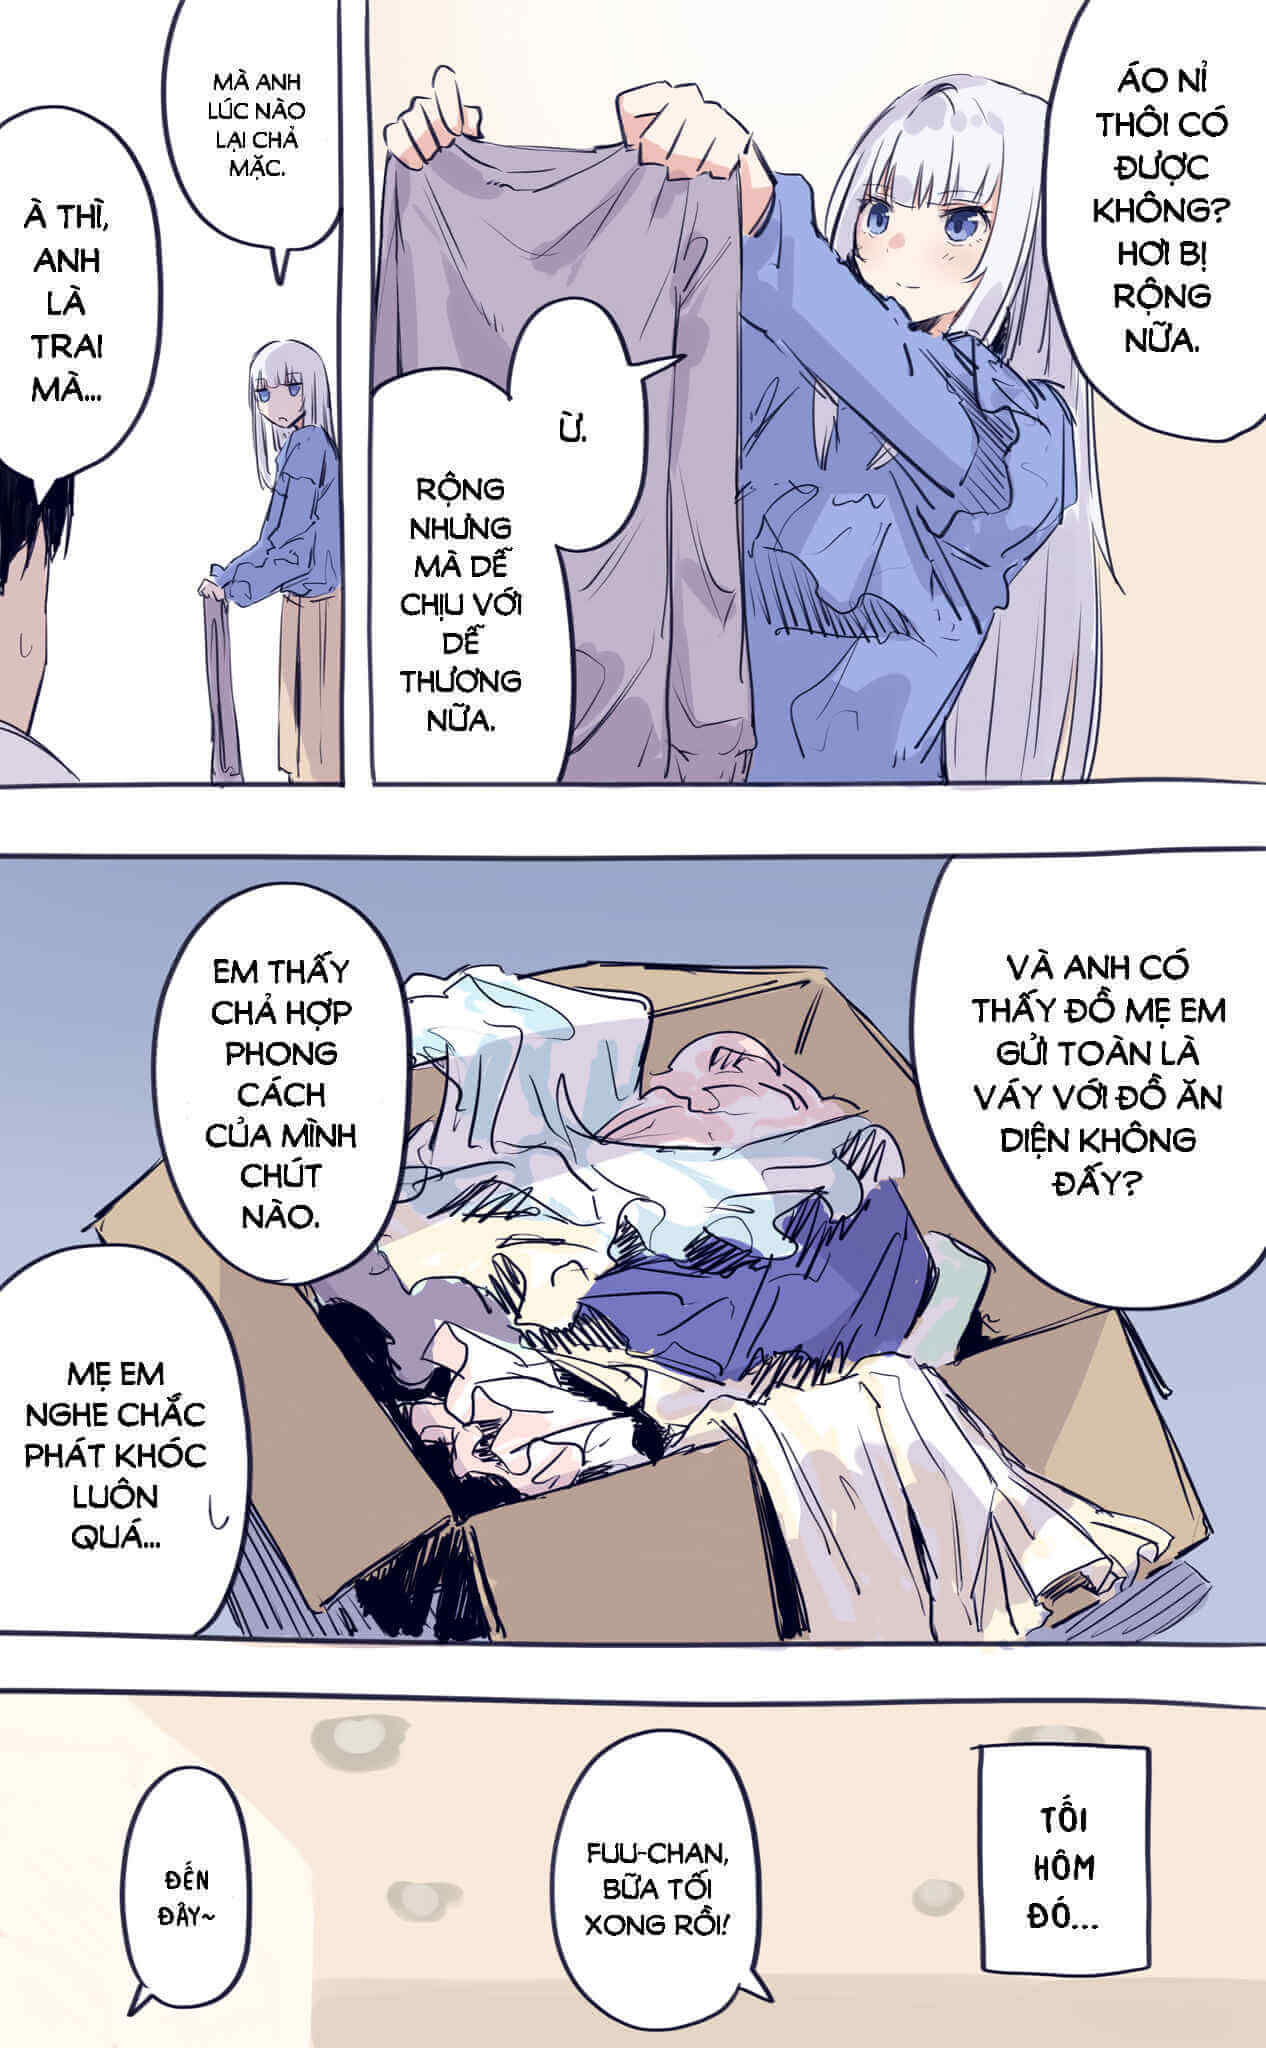 ÁO NỈ
THÔI CÓ
ĐƯỢC
KHÔNG?
HƠI BỊ
RỘNG
NỮA.
Ừ.
RỘNG
NHƯNG
MÀ DỄ
CHỊU VỚI
DỄ
THƯƠNG
NỮA.
MÀ ANH
LÚC NÀO
LẠI CHẢ
MẶC.
À THÌ,
ANH
LÀ
TRAI
MÀ...
VÀ ANH CÓ
THẤY ĐỒ MẸ EM
GỬI TOÀN LÀ
VÁY VỚI ĐỒ ĂN
DIỆN KHÔNG
ĐẤY?
EM THẤY
CHẢ HỢP
PHONG
CÁCH
CỦA MÌNH
CHÚT
NÀO.
MẸ EM
NGHE CHẮC
PHÁT KHÓC
LUÔN
QUÁ...
TỐI
HÔM
ĐÓ...
FUU-CHAN,
BỮA TỐI
XONG RỒI!
ĐẾN
ĐÂY~